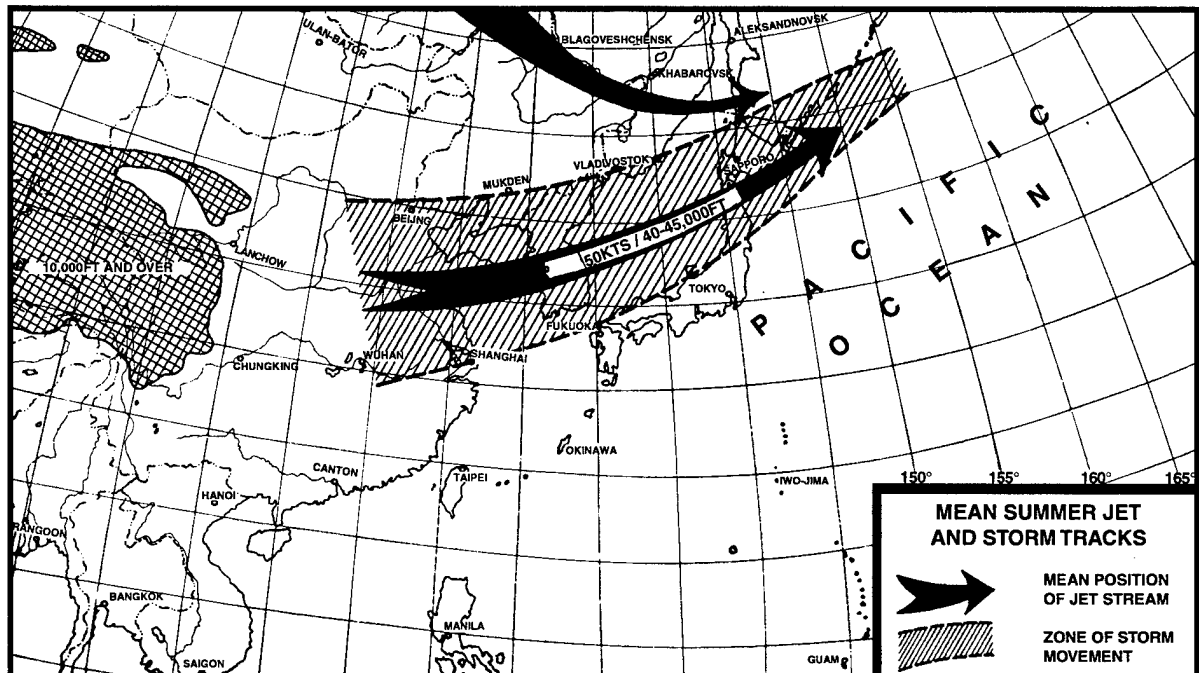 ULAN-BATOR
BLAGOVESHCHENSK
ALEKSANDNOVSK
KHABAROVSK
VLADIVOSTOK
SAPPORO
MUKDEN
BEIJING
LANCHOW
10,000FT AND OVER
50KTS / 40-45,000FT
TOKYO
FUKUOKA
WUHAN
SHANGHAI
CHUNGKING
PACIFIC
OCEAN
OKINAWA
CANTON
TAIPEI
IWO-JIMA
HANOI
RANGOON
BANGKOK
MANILA
SAIGON
GUAM
150° 155° 160° 165°
MEAN SUMMER JET
AND STORM TRACKS
MEAN POSITION
OF JET STREAM
ZONE OF STORM
MOVEMENT